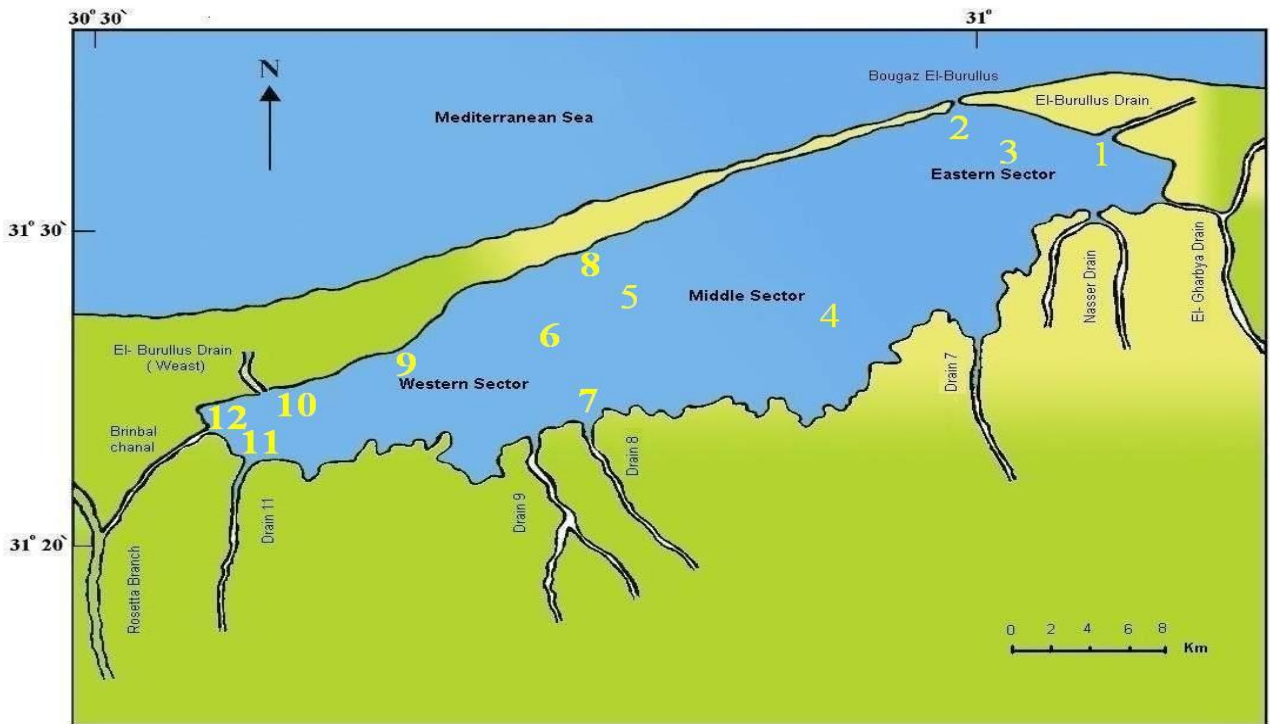 30° 30'
31°
N
Bougaz El-Burullus
El-Burullus Drain
Mediterranean Sea
2
3
1
Eastern Sector
31° 30'
8
5
Middle Sector
4
6
Nasser Drain
El- Gharbya Drain
El- Burullus Drain
( Weast)
9
Western Sector
Drain 7
10
7
12
11
Brinbal
chanal
Drain 8
Drain 9
Drain 11
31° 20'
Rosetta Branch
0 2 4 6 8
Km